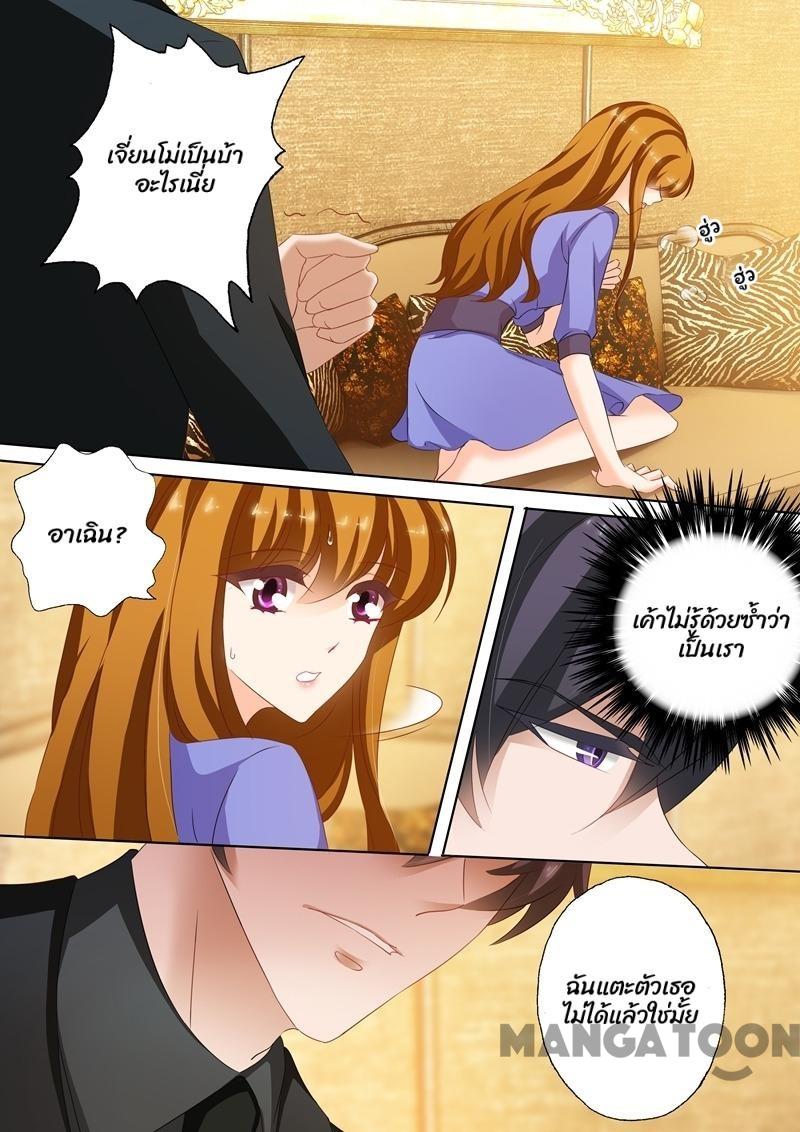 เจี่ยนโม่เป็นบ้า
อะไรเนี่ย
ฮู่ว
ฮู่ว
อาเฉิน?
เค้าไม่รู้ด้วยซ้ำว่า
เป็นเรา
ฉันแตะตัวเธอ
ไม่ได้แล้วใช่มั้ย
MANGATOON